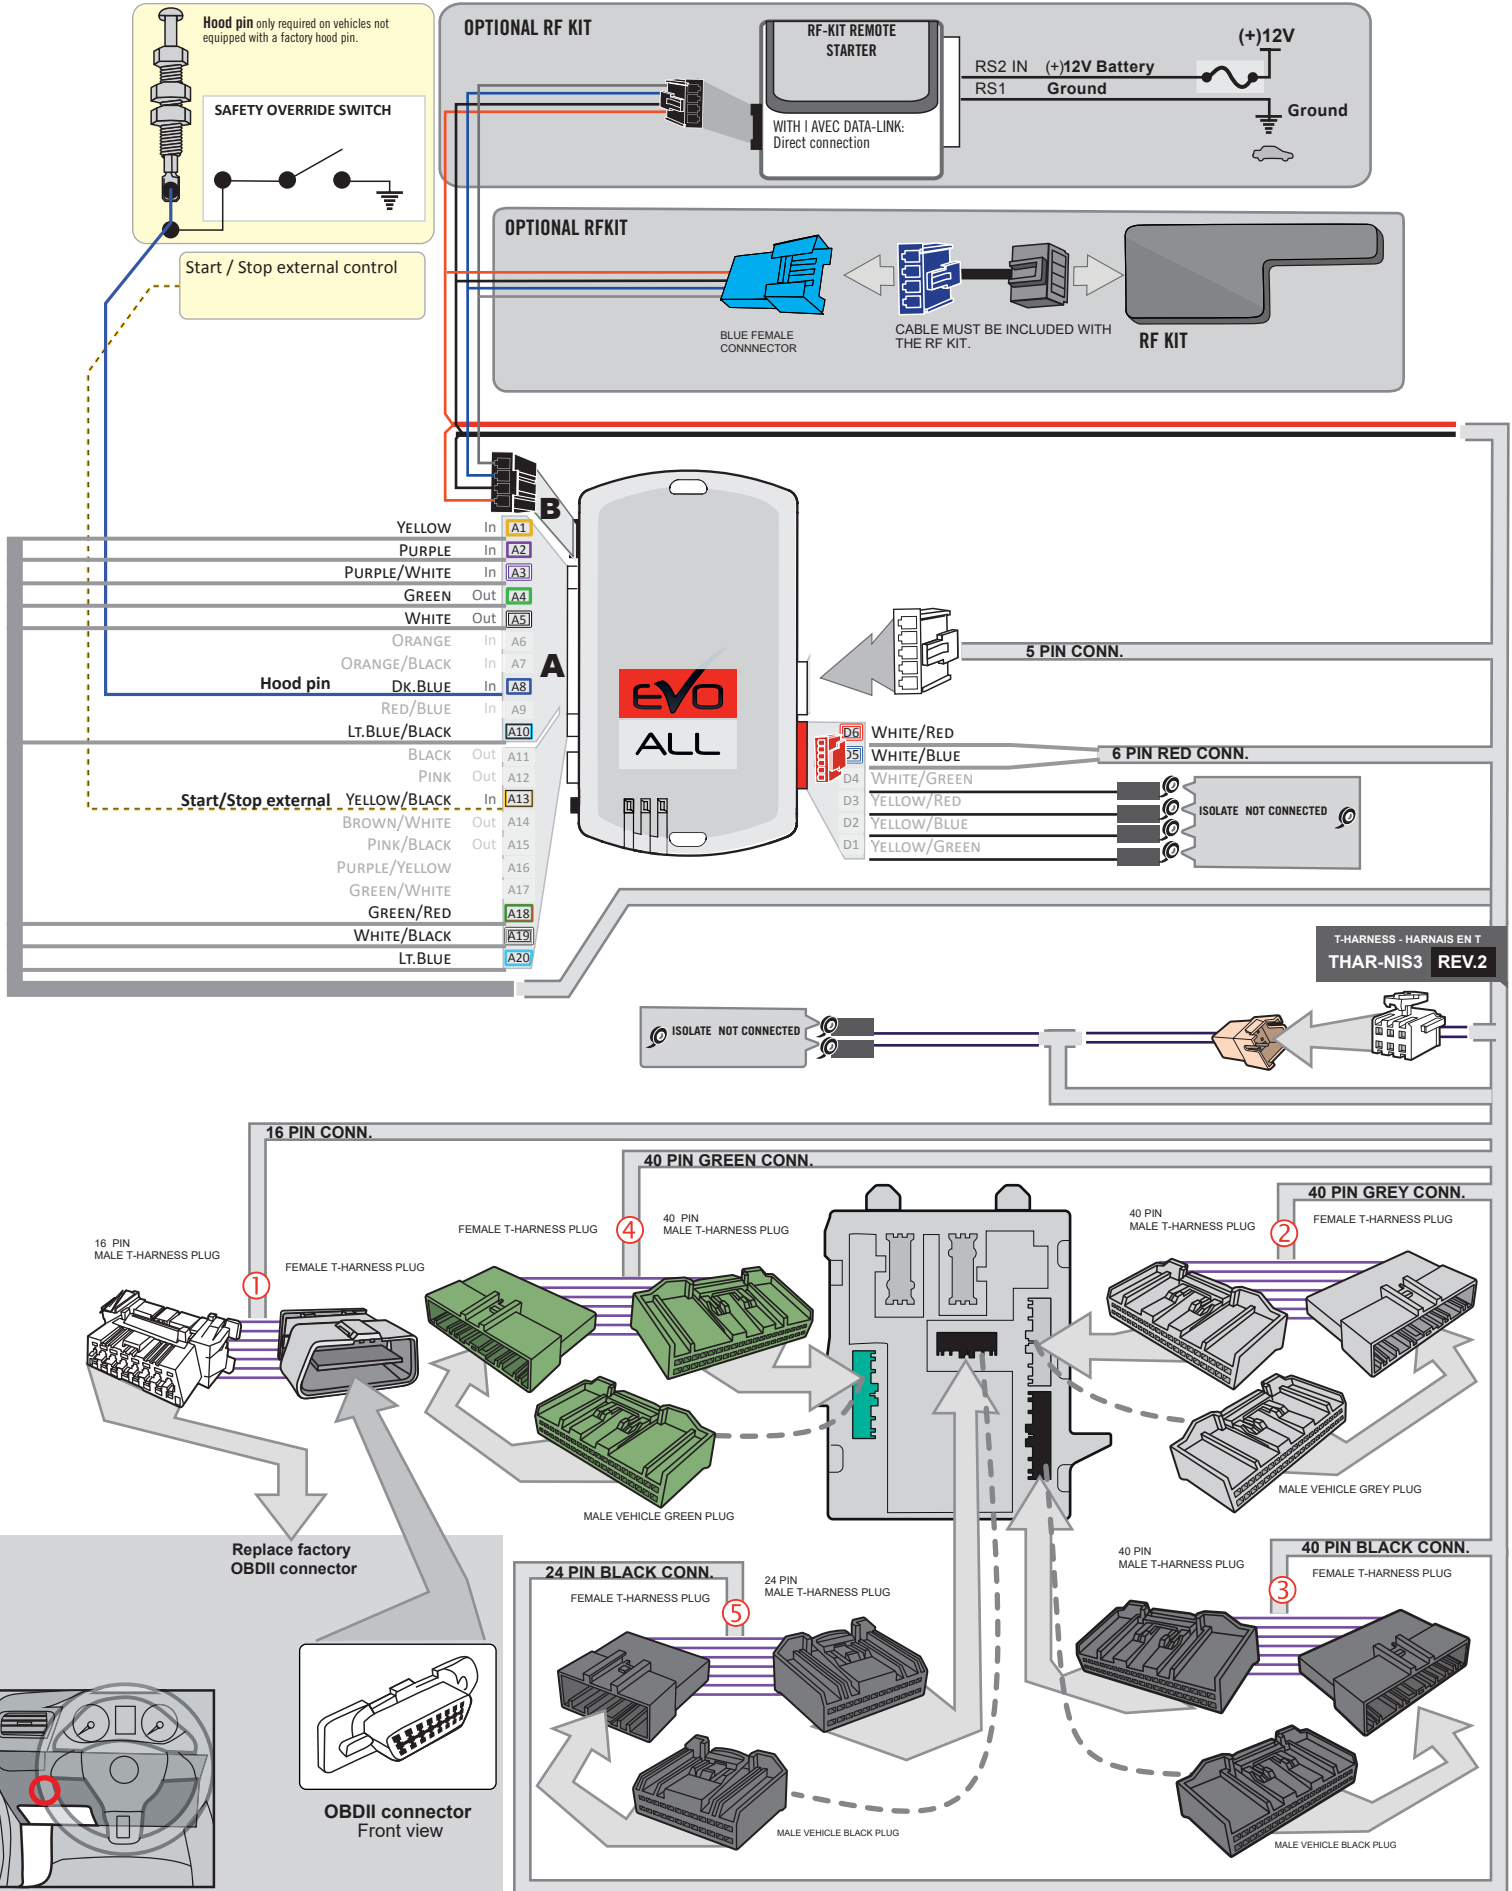 Hood pin only required on vehicles not
equipped with a factory hood pin.
SAFETY OVERRIDE SWITCH
Start / Stop external control
OPTIONAL RF KIT
RF-KIT REMOTE
STARTER
WITH | AVEC DATA-LINK:
Direct connection
RS2 IN (+)12V Battery
RS1 Ground
(+)12V
Ground
OPTIONAL RFKIT
BLUE FEMALE
CONNNECTOR
CABLE MUST BE INCLUDED WITH
THE RF KIT.
RF KIT
B
A
YELLOW In A1
PURPLE In A2
PURPLE/WHITE In A3
GREEN Out A4
WHITE Out A5
ORANGE In A6
ORANGE/BLACK In A7
Hood pin DK.BLUE In A8
RED/BLUE In A9
LT.BLUE/BLACK A10
BLACK Out A11
PINK Out A12
Start/Stop external YELLOW/BLACK In A13
BROWN/WHITE Out A14
PINK/BLACK Out A15
PURPLE/YELLOW A16
GREEN/WHITE A17
GREEN/RED A18
WHITE/BLACK A19
LT.BLUE A20
EVO
ALL
5 PIN CONN.
D6 WHITE/RED
D5 WHITE/BLUE
D4 WHITE/GREEN
D3 YELLOW/RED
D2 YELLOW/BLUE
D1 YELLOW/GREEN
6 PIN RED CONN.
ISOLATE NOT CONNECTED
T-HARNESS - HARNAIS EN T
THAR-NIS3 REV.2
ISOLATE NOT CONNECTED
16 PIN CONN.
40 PIN GREEN CONN.
40 PIN GREY CONN.
16 PIN
MALE T-HARNESS PLUG
1
FEMALE T-HARNESS PLUG
FEMALE T-HARNESS PLUG
4
40 PIN
MALE T-HARNESS PLUG
MALE VEHICLE GREEN PLUG
40 PIN
MALE T-HARNESS PLUG
2
FEMALE T-HARNESS PLUG
MALE VEHICLE GREY PLUG
Replace factory
OBDII connector
OBDII connector
Front view
24 PIN BLACK CONN.
FEMALE T-HARNESS PLUG
5
24 PIN
MALE T-HARNESS PLUG
MALE VEHICLE BLACK PLUG
40 PIN BLACK CONN.
40 PIN
MALE T-HARNESS PLUG
3
FEMALE T-HARNESS PLUG
MALE VEHICLE BLACK PLUG